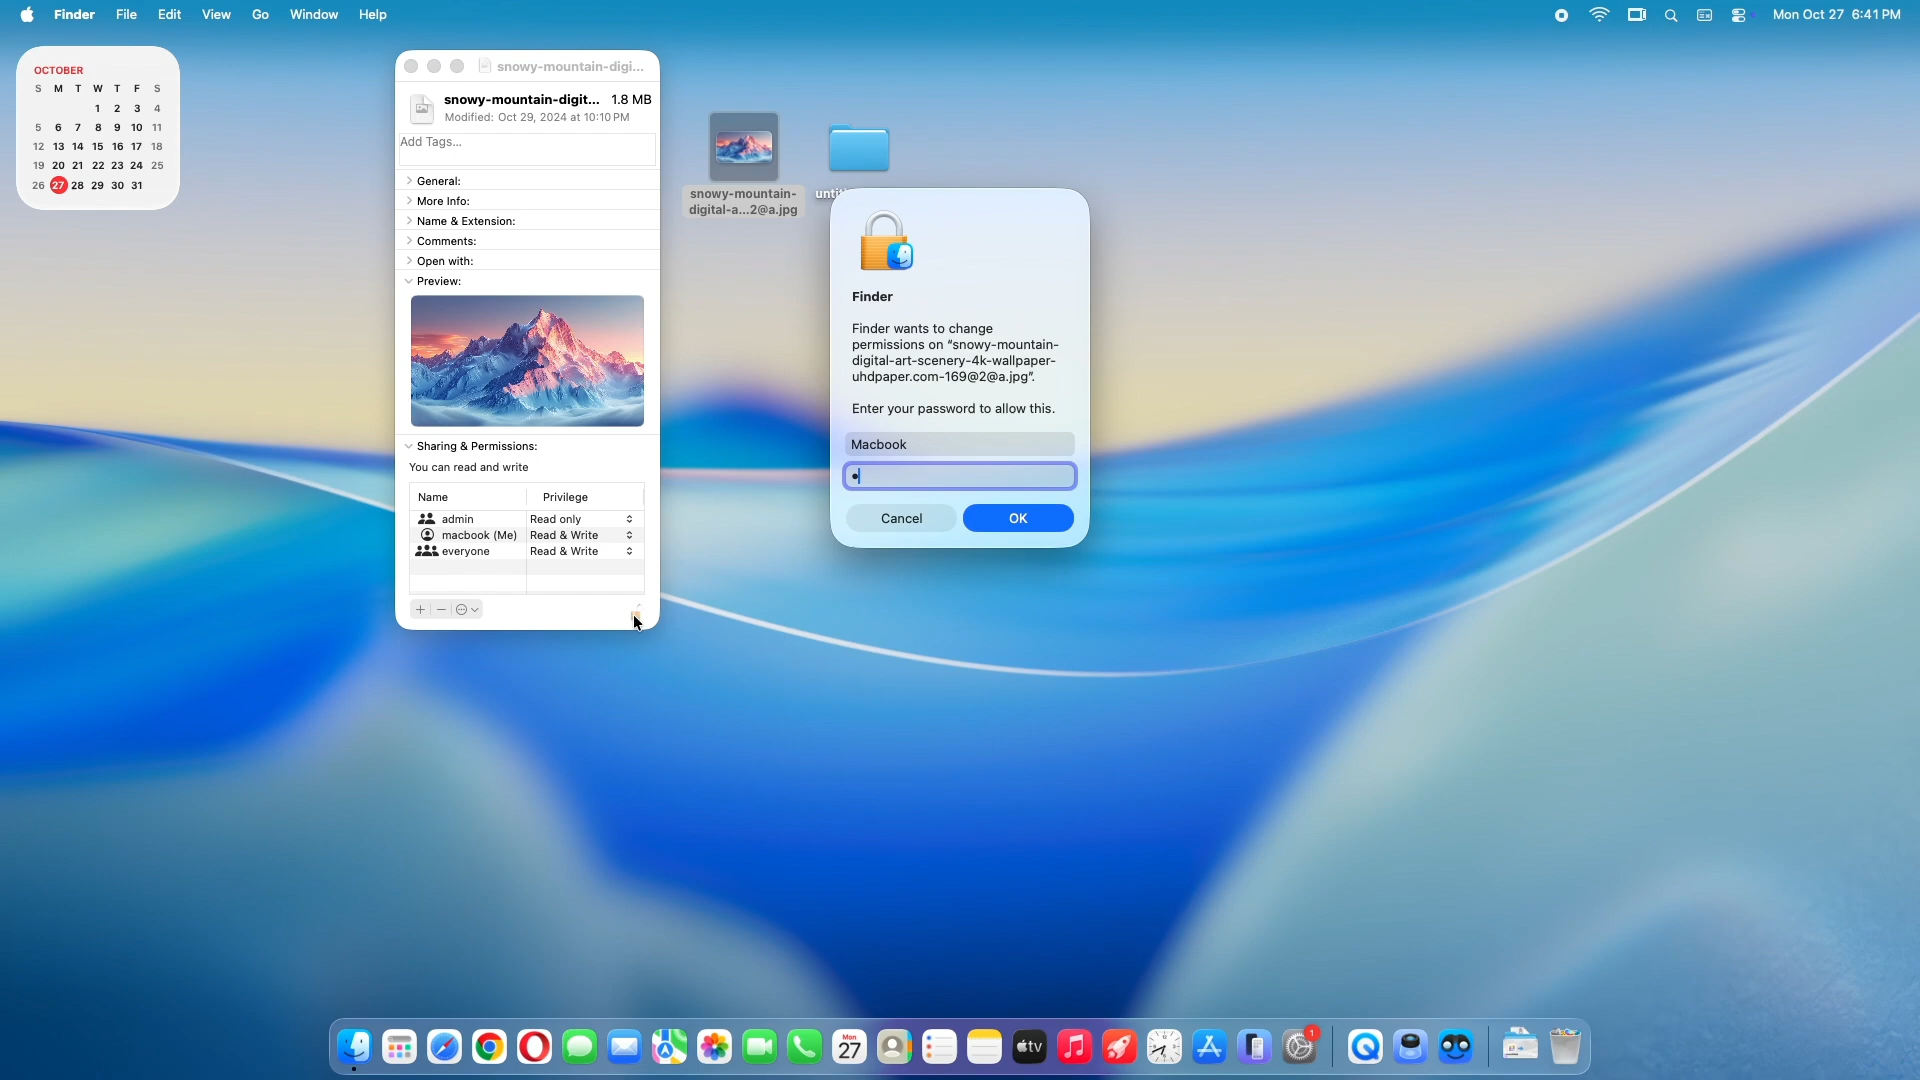 Finder File Edit View Go Window Help
Mon Oct 27 6:41 PM
OCTOBER
S M T W T F S
1 2 3 4
5 6 7 8 9 10 11
12 13 14 15 16 17 18
19 20 21 22 23 24 25
26 27 28 29 30 31
snowy-mountain-digi...
snowy-mountain-digit... 1.8 MB
Modified: Oct 29, 2024 at 10:10 PM
Add Tags...
General:
More Info:
Name & Extension:
Comments:
Open with:
Preview:
Sharing & Permissions:
You can read and write
Name Privilege
admin Read only
macbook (Me) Read & Write
everyone Read & Write
snowy-mountain-
digital-a...2@a.jpg
Finder
Finder wants to change
permissions on "snowy-mountain-
digital-art-scenery-4k-wallpaper-
uhdpaper.com-169@2@a.jpg".
Enter your password to allow this.
Macbook
Cancel OK
Mon
27
tv
1